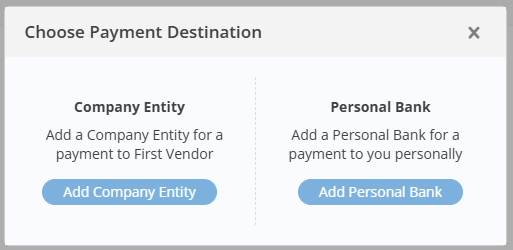 Choose Payment Destination
Company Entity
Add a Company Entity for a
payment to First Vendor
Add Company Entity
Personal Bank
Add a Personal Bank for a
payment to you personally
Add Personal Bank